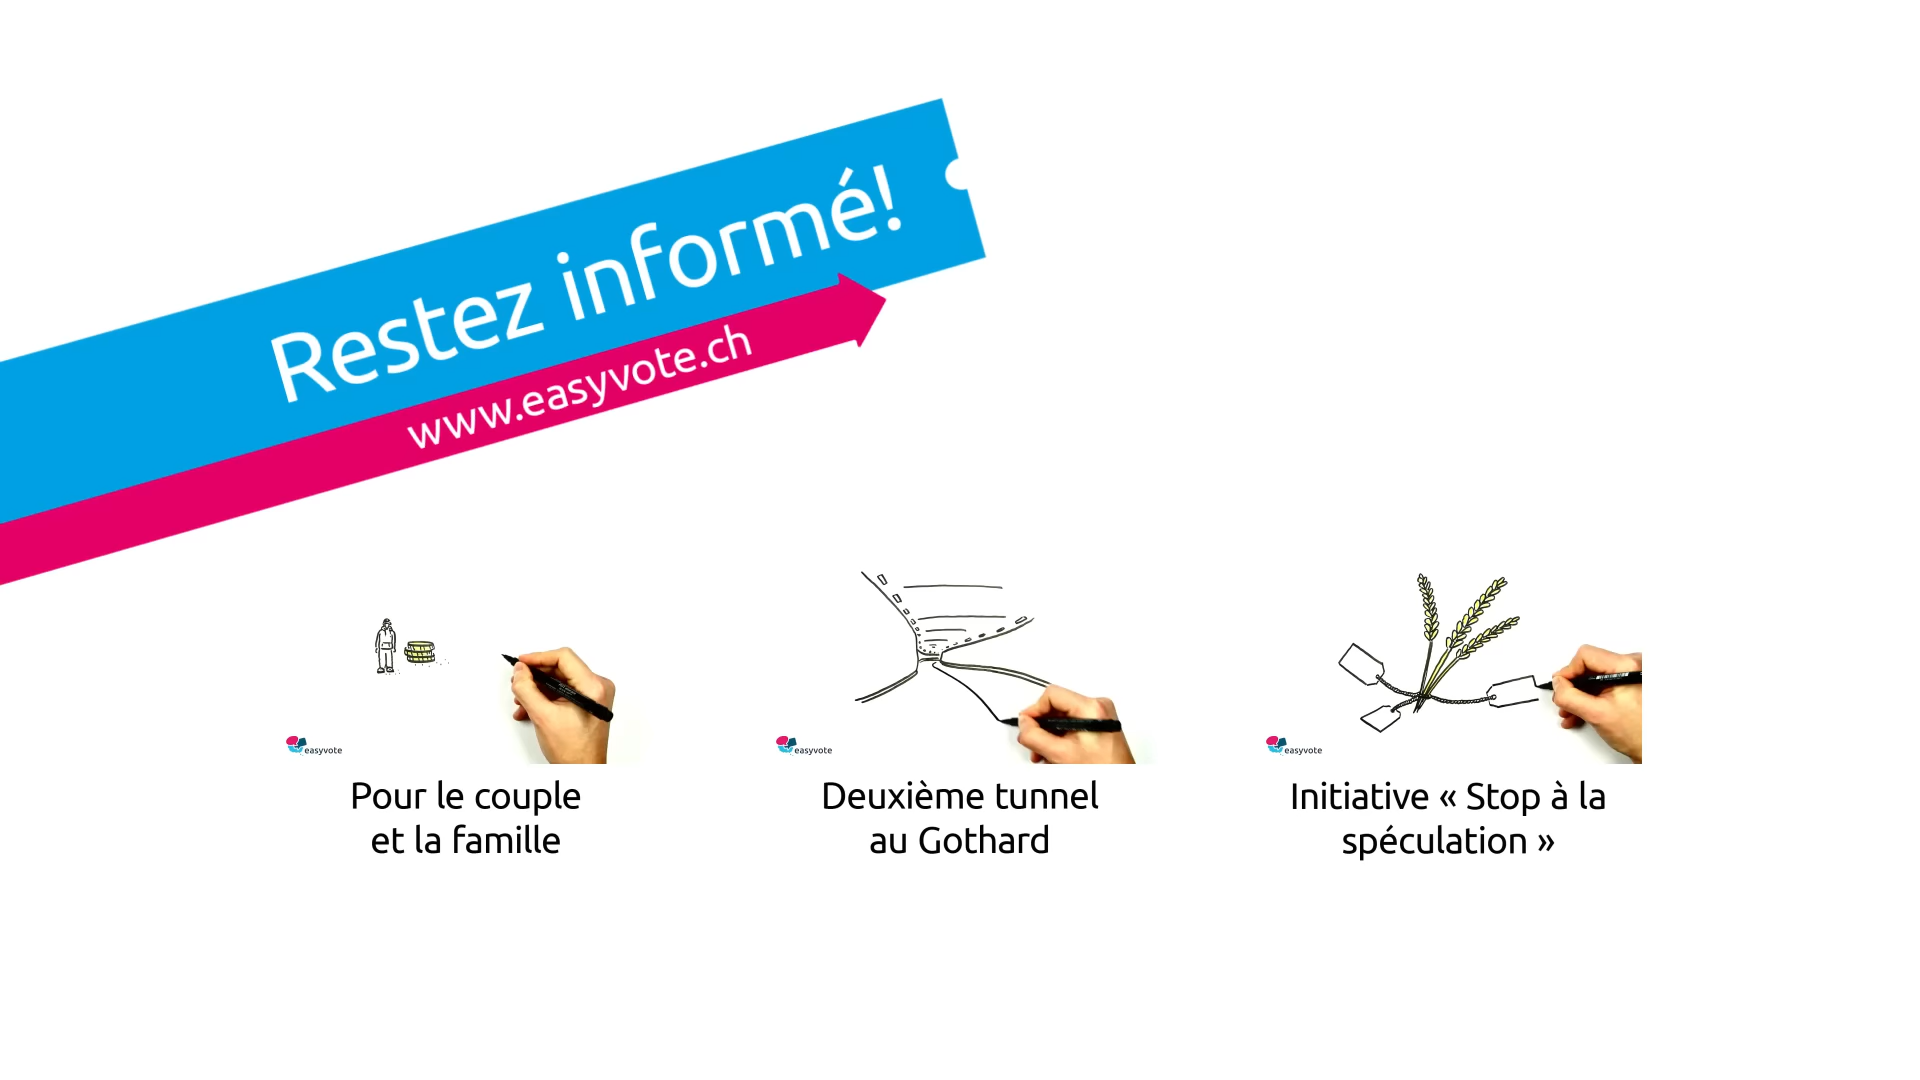 Restez informé!
www.easyvote.ch
easyvote
easyvote
easyvote
Pour le couple
et la famille
Deuxième tunnel
au Gothard
Initiative « Stop à la
spéculation »